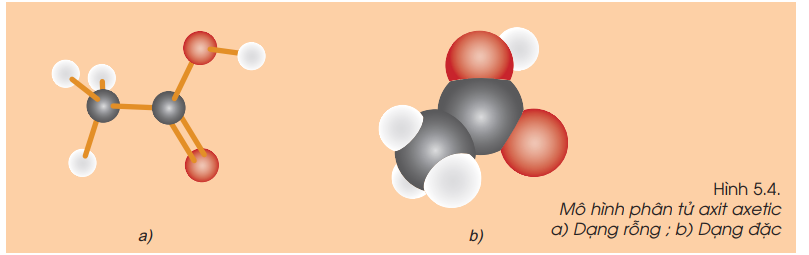 Hình 5.4.
Mô hình phân tử axit axetic
a) Dạng rỗng ; b) Dạng đặc
a)
b)